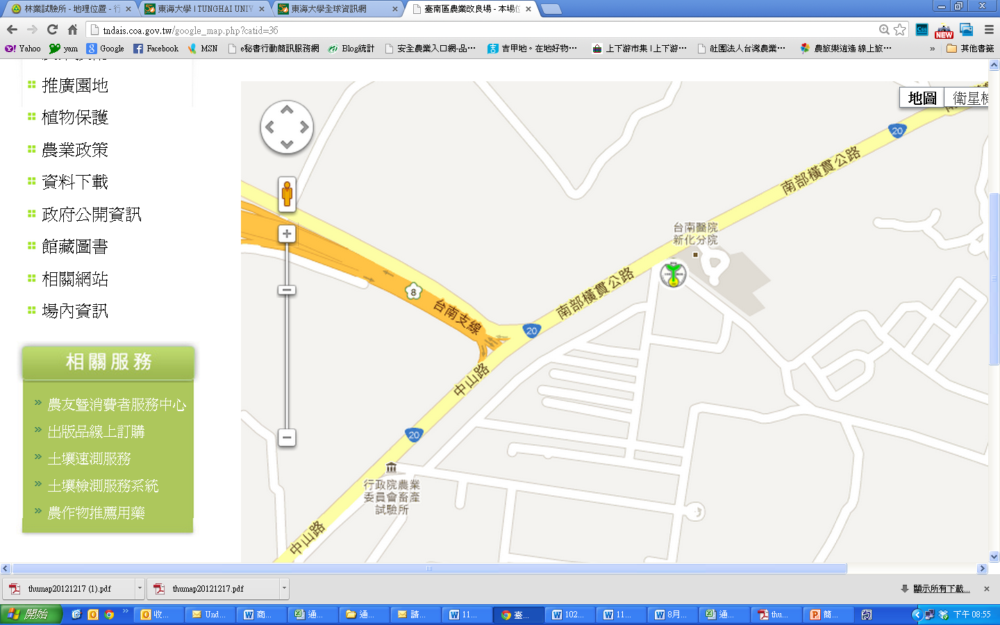 林業試驗所 - 地理位置 - 行
東海大學 | TUNGHAI UNIV
東海大學全球資訊網
臺南區農業改良場 - 本場位
tndais.coa.gov.tw/google_map.php?catid=36
Yahoo
yam
Google
Facebook
MSN
e秘書行動簡訊服務網
Blog統計
安全農業入口網-品…
吉甲地。在地好物…
上下游市集 | 上下游…
社團法人台灣農業…
農旅樂逍遙 線上旅…
»
其他書籤
推廣園地
植物保護
農業政策
資料下載
政府公開資訊
館藏圖書
相關網站
場內資訊
相關服務
» 農友暨消費者服務中心
» 出版品線上訂購
» 土壤速測服務
» 土壤檢測服務系統
» 農作物推薦用藥
地圖
衛星
20
南部橫貫公路
台南醫院
新化分院
8
台南支線
南部橫貫公路
20
中山路
20
行政院農業
委員會畜產
試驗所
中山路
thumap20121217 (1).pdf
thumap20121217.pdf
顯示所有下載...
開始
»
收...
Und...
商...
通...
通...
請...
11...
臺...
102...
11...
8月...
通...
thu...
簡...
下午 08:55